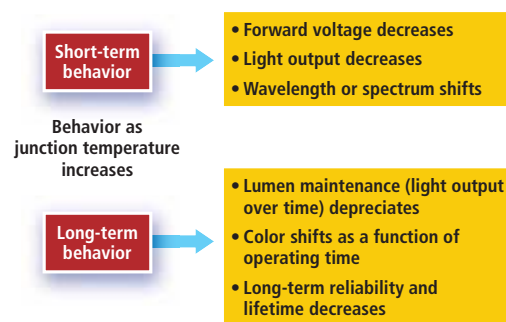 Short-term
behavior
• Forward voltage decreases
• Light output decreases
• Wavelength or spectrum shifts
Behavior as
junction temperature
increases
Long-term
behavior
• Lumen maintenance (light output
over time) depreciates
• Color shifts as a function of
operating time
• Long-term reliability and
lifetime decreases